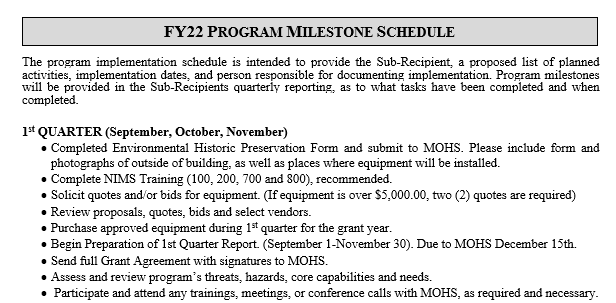 FY22 PROGRAM MILESTONE SCHEDULE
The program implementation schedule is intended to provide the Sub-Recipient, a proposed list of planned
activities, implementation dates, and person responsible for documenting implementation. Program milestones
will be provided in the Sub-Recipients quarterly reporting, as to what tasks have been completed and when
completed.
1st QUARTER (September, October, November)
• Completed Environmental Historic Preservation Form and submit to MOHS. Please include form and
photographs of outside of building, as well as places where equipment will be installed.
• Complete NIMS Training (100, 200, 700 and 800), recommended.
• Solicit quotes and/or bids for equipment. (If equipment is over $5,000.00, two (2) quotes are required)
• Review proposals, quotes, bids and select vendors.
• Purchase approved equipment during 1st quarter for the grant year.
• Begin Preparation of 1st Quarter Report. (September 1-November 30). Due to MOHS December 15th.
• Send full Grant Agreement with signatures to MOHS.
• Assess and review program's threats, hazards, core capabilities and needs.
• Participate and attend any trainings, meetings, or conference calls with MOHS, as required and necessary.